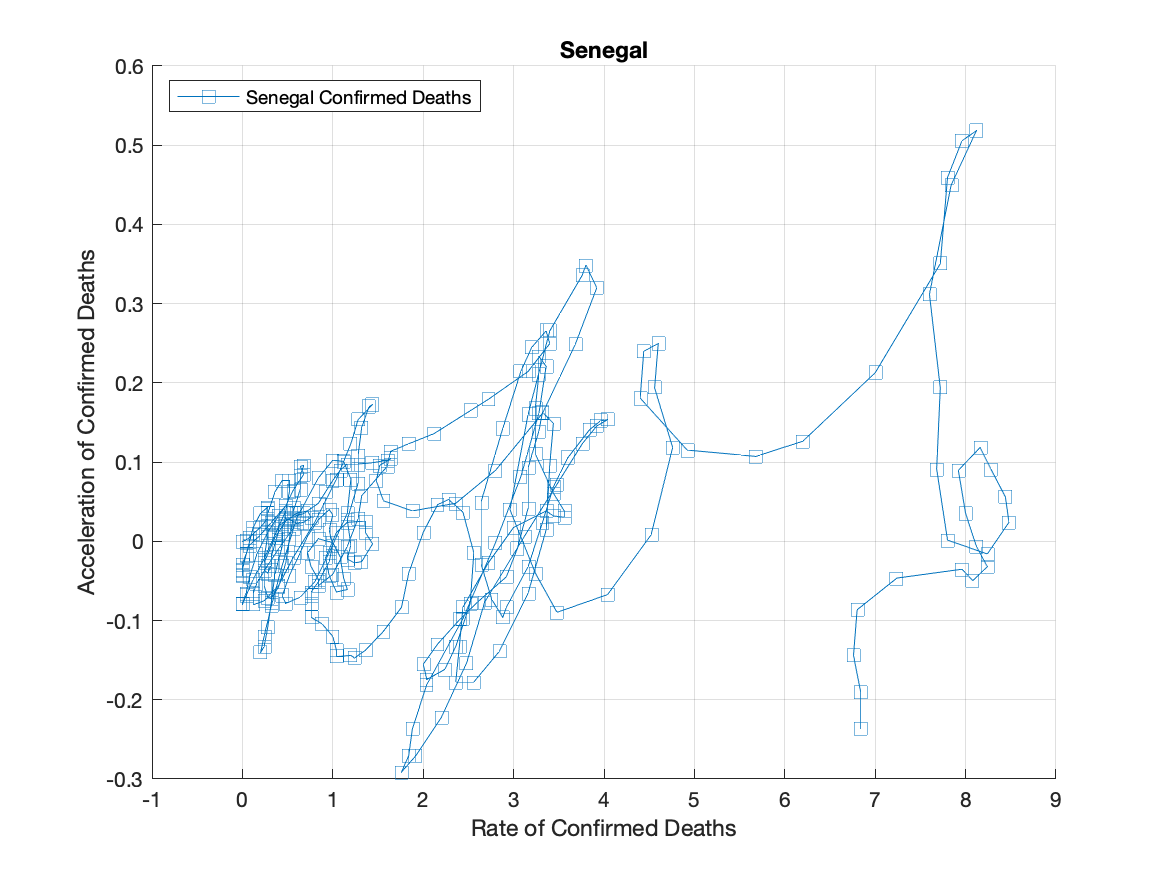 Senegal
Senegal Confirmed Deaths
Acceleration of Confirmed Deaths
0.6
0.5
0.4
0.3
0.2
0.1
0
-0.1
-0.2
-0.3
-1 0 1 2 3 4 5 6 7 8 9
Rate of Confirmed Deaths